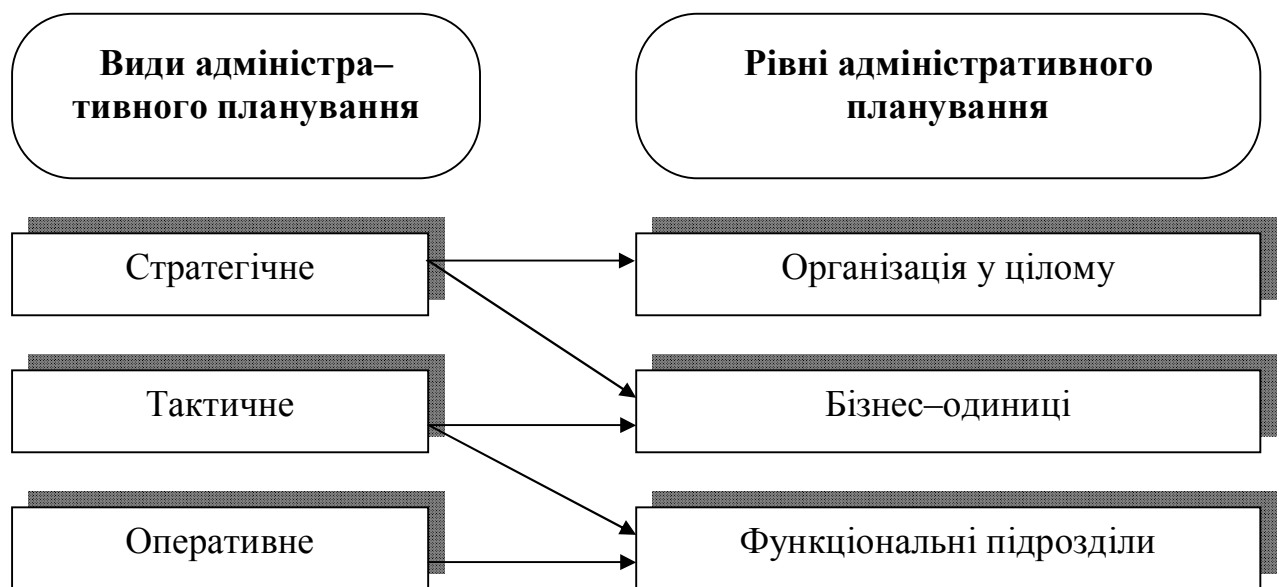 Види адміністра–
тивного планування
Рівні адміністративного
планування
Стратегічне
Організація у цілому
Тактичне
Бізнес–одиниці
Оперативне
Функціональні підрозділи